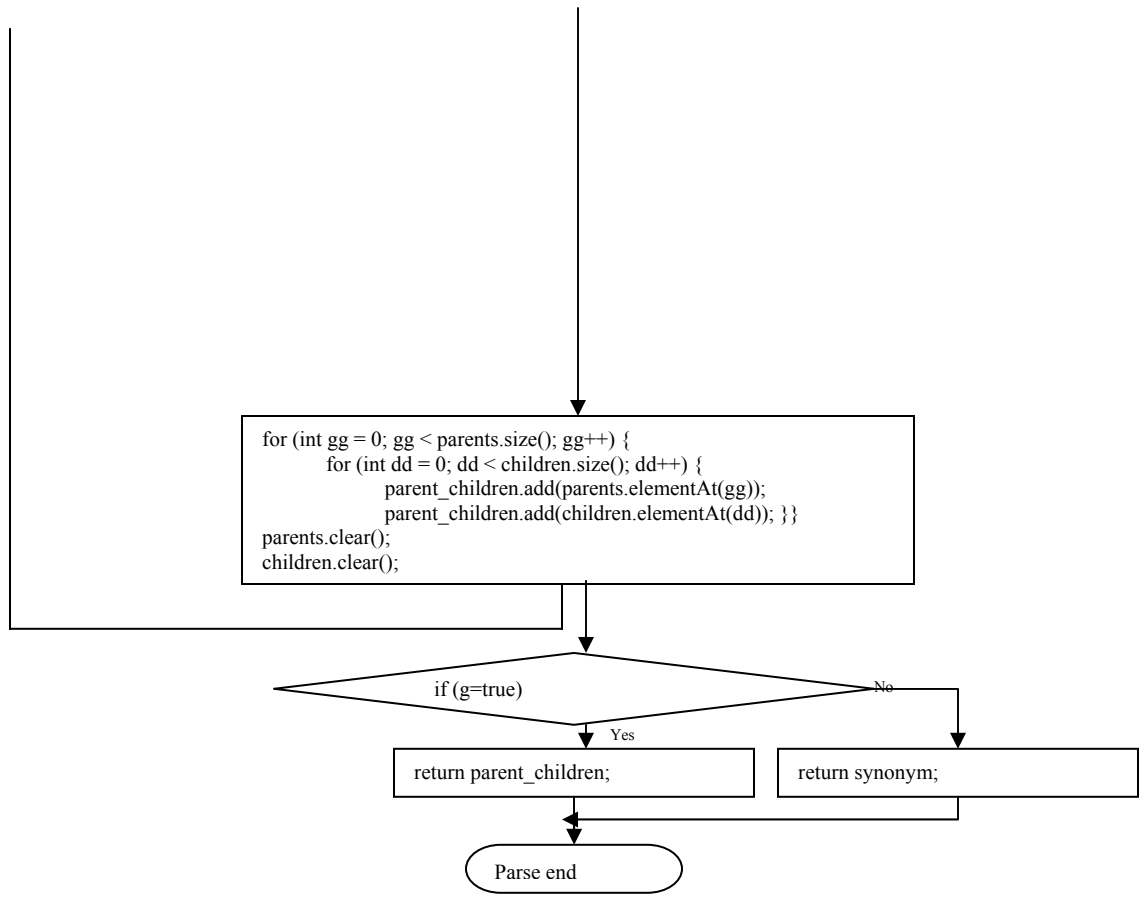 for (int gg = 0; gg < parents.size(); gg++) {
for (int dd = 0; dd < children.size(); dd++) {
parent_children.add(parents.elementAt(gg));
parent_children.add(children.elementAt(dd)); }}
parents.clear();
children.clear();
if (g=true)
No
Yes
return parent_children;
return synonym;
Parse end